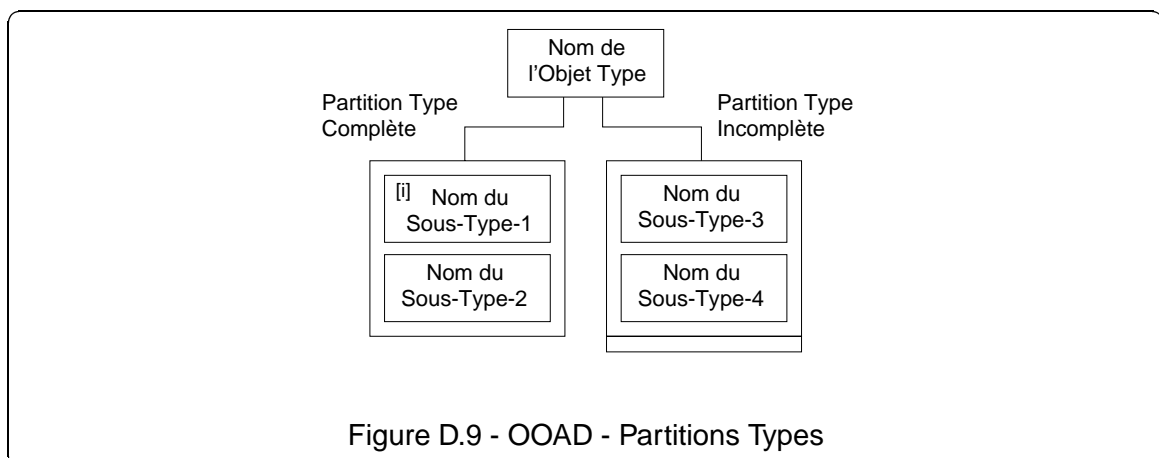 Nom de
l'Objet Type
Partition Type
Complète
Partition Type
Incomplète
[i]
Nom du
Sous-Type-1
Nom du
Sous-Type-2
Nom du
Sous-Type-3
Nom du
Sous-Type-4
Figure D.9 - OOAD - Partitions Types